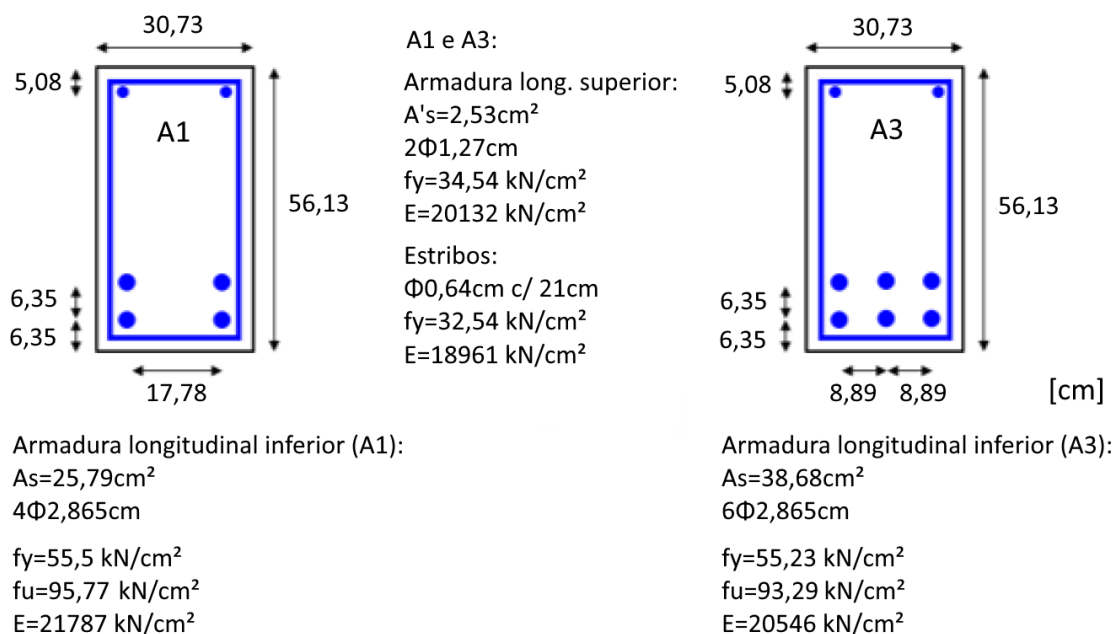 30,73
5,08
A1
56,13
6,35
6,35
17,78
A1 e A3:
Armadura long. superior:
A's=2,53cm²
2Φ1,27cm
fy=34,54 kN/cm²
E=20132 kN/cm²
Estribos:
Φ0,64cm c/ 21cm
fy=32,54 kN/cm²
E=18961 kN/cm²
30,73
5,08
A3
56,13
6,35
6,35
8,89 8,89
[cm]
Armadura longitudinal inferior (A1):
As=25,79cm²
4Φ2,865cm
fy=55,5 kN/cm²
fu=95,77 kN/cm²
E=21787 kN/cm²
Armadura longitudinal inferior (A3):
As=38,68cm²
6Φ2,865cm
fy=55,23 kN/cm²
fu=93,29 kN/cm²
E=20546 kN/cm²